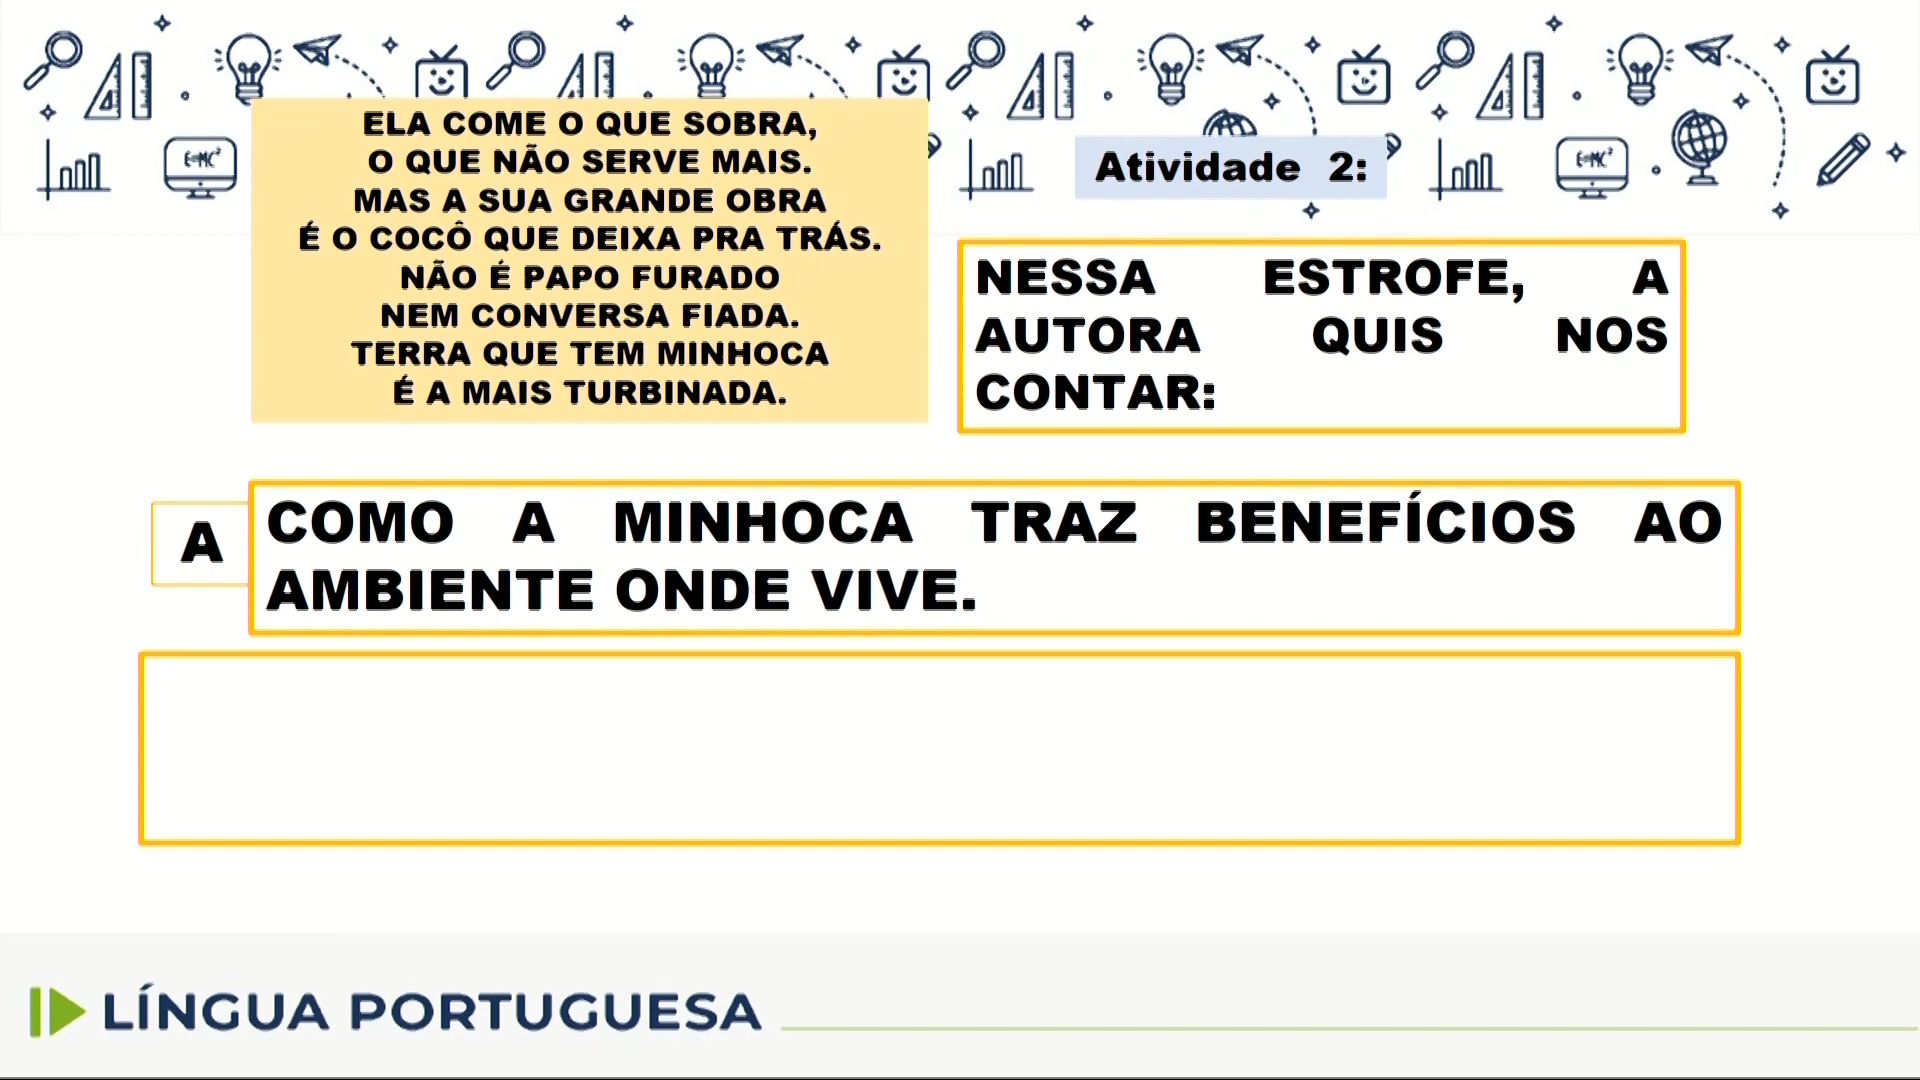 ELA COME O QUE SOBRA,
O QUE NÃO SERVE MAIS.
MAS A SUA GRANDE OBRA
É O COCÔ QUE DEIXA PRA TRÁS.
NÃO É PAPO FURADO
NEM CONVERSA FIADA.
TERRA QUE TEM MINHOCA
É A MAIS TURBINADA.
Atividade 2:
NESSA ESTROFE, A
AUTORA QUIS NOS
CONTAR:
A
COMO A MINHOCA TRAZ BENEFÍCIOS AO
AMBIENTE ONDE VIVE.
E=MC²
E=MC²
LÍNGUA PORTUGUESA